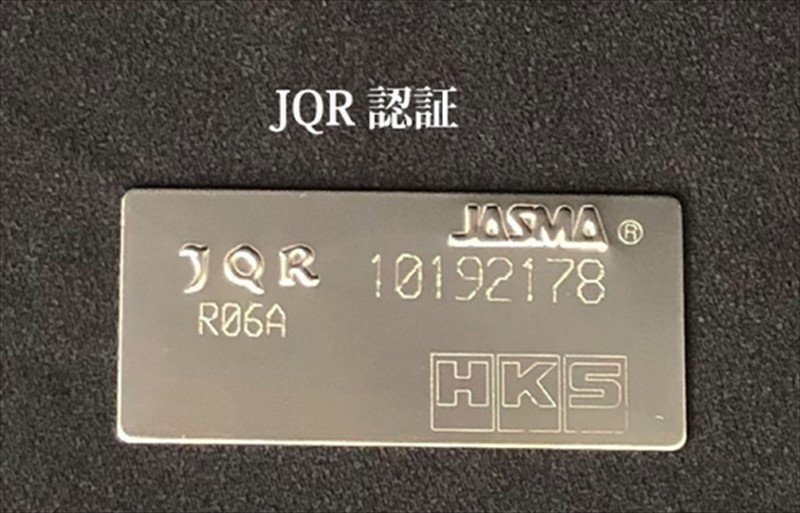 JQR 認証
JASMA ®
JQR 10192178
R06A
HKS